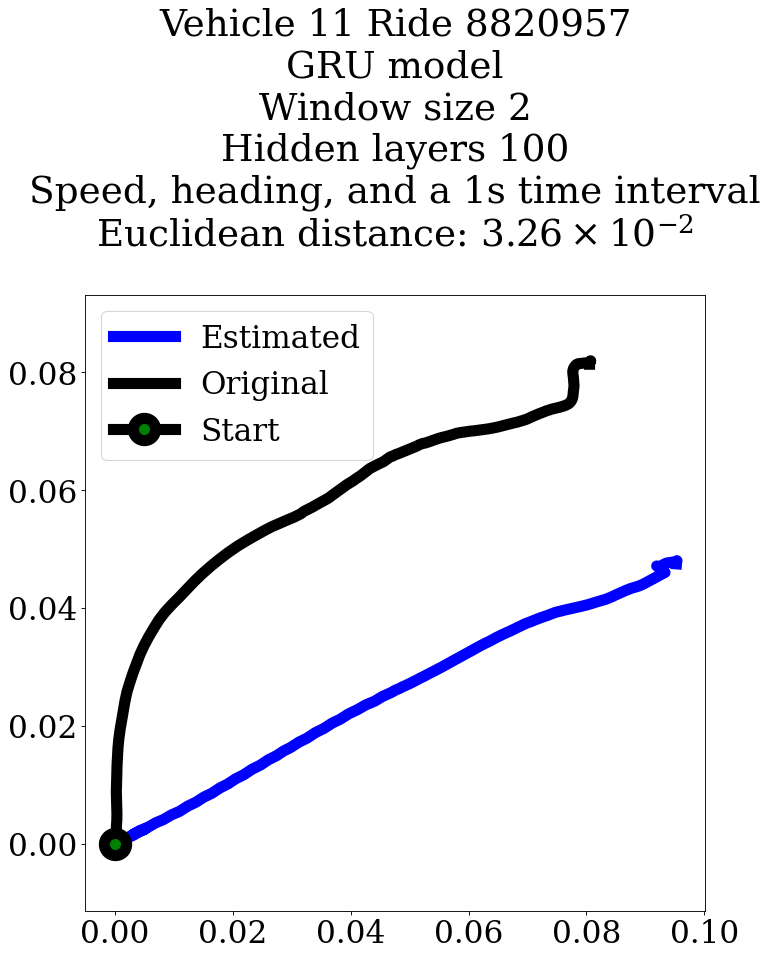 Vehicle 11 Ride 8820957
GRU model
Window size 2
Hidden layers 100
Speed, heading, and a 1s time interval
Euclidean distance: 3.26 × 10⁻²
Estimated
Original
Start
0.08
0.06
0.04
0.02
0.00
0.00 0.02 0.04 0.06 0.08 0.10